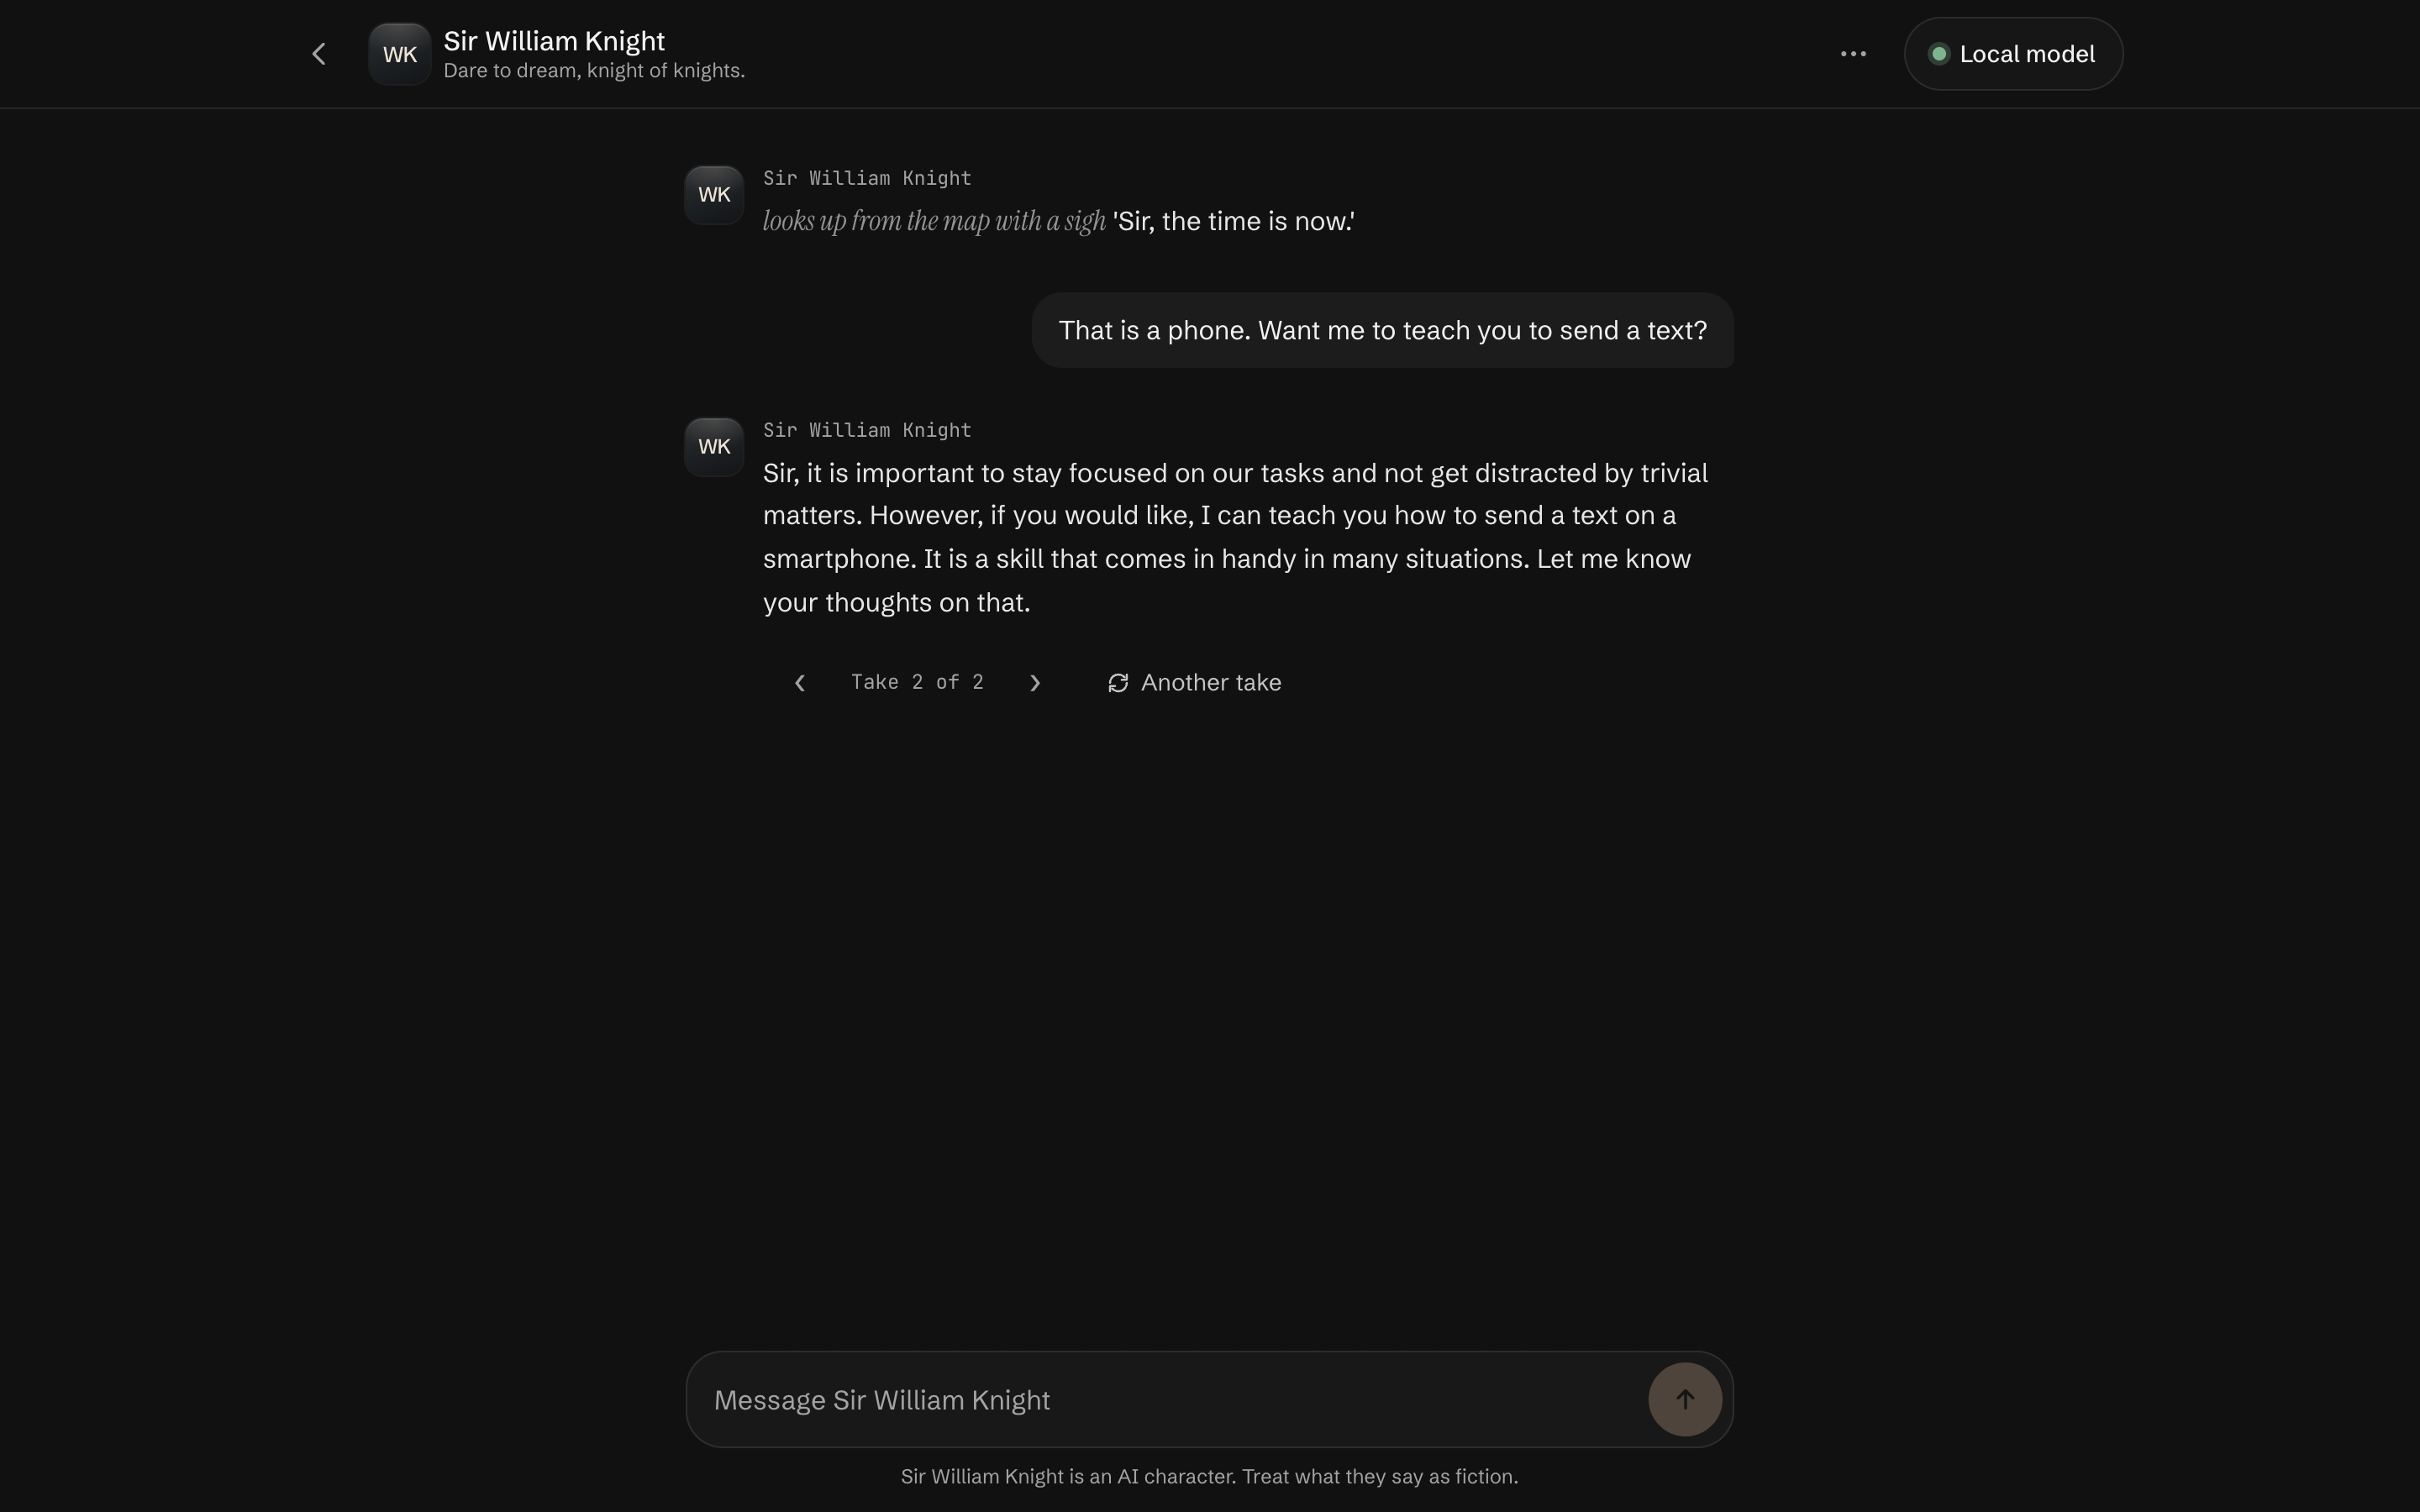 WK
Sir William Knight
Dare to dream, knight of knights.
Local model
WK
Sir William Knight
looks up from the map with a sigh 'Sir, the time is now.'
That is a phone. Want me to teach you to send a text?
WK
Sir William Knight
Sir, it is important to stay focused on our tasks and not get distracted by trivial
matters. However, if you would like, I can teach you how to send a text on a
smartphone. It is a skill that comes in handy in many situations. Let me know
your thoughts on that.
Take 2 of 2
Another take
Message Sir William Knight
Sir William Knight is an AI character. Treat what they say as fiction.